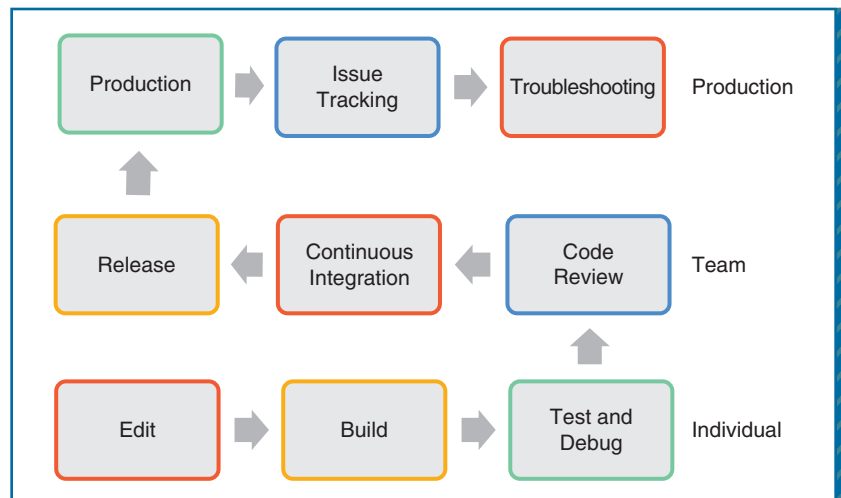 Production
Issue
Tracking
Troubleshooting
Production
Release
Continuous
Integration
Code
Review
Team
Edit
Build
Test and
Debug
Individual